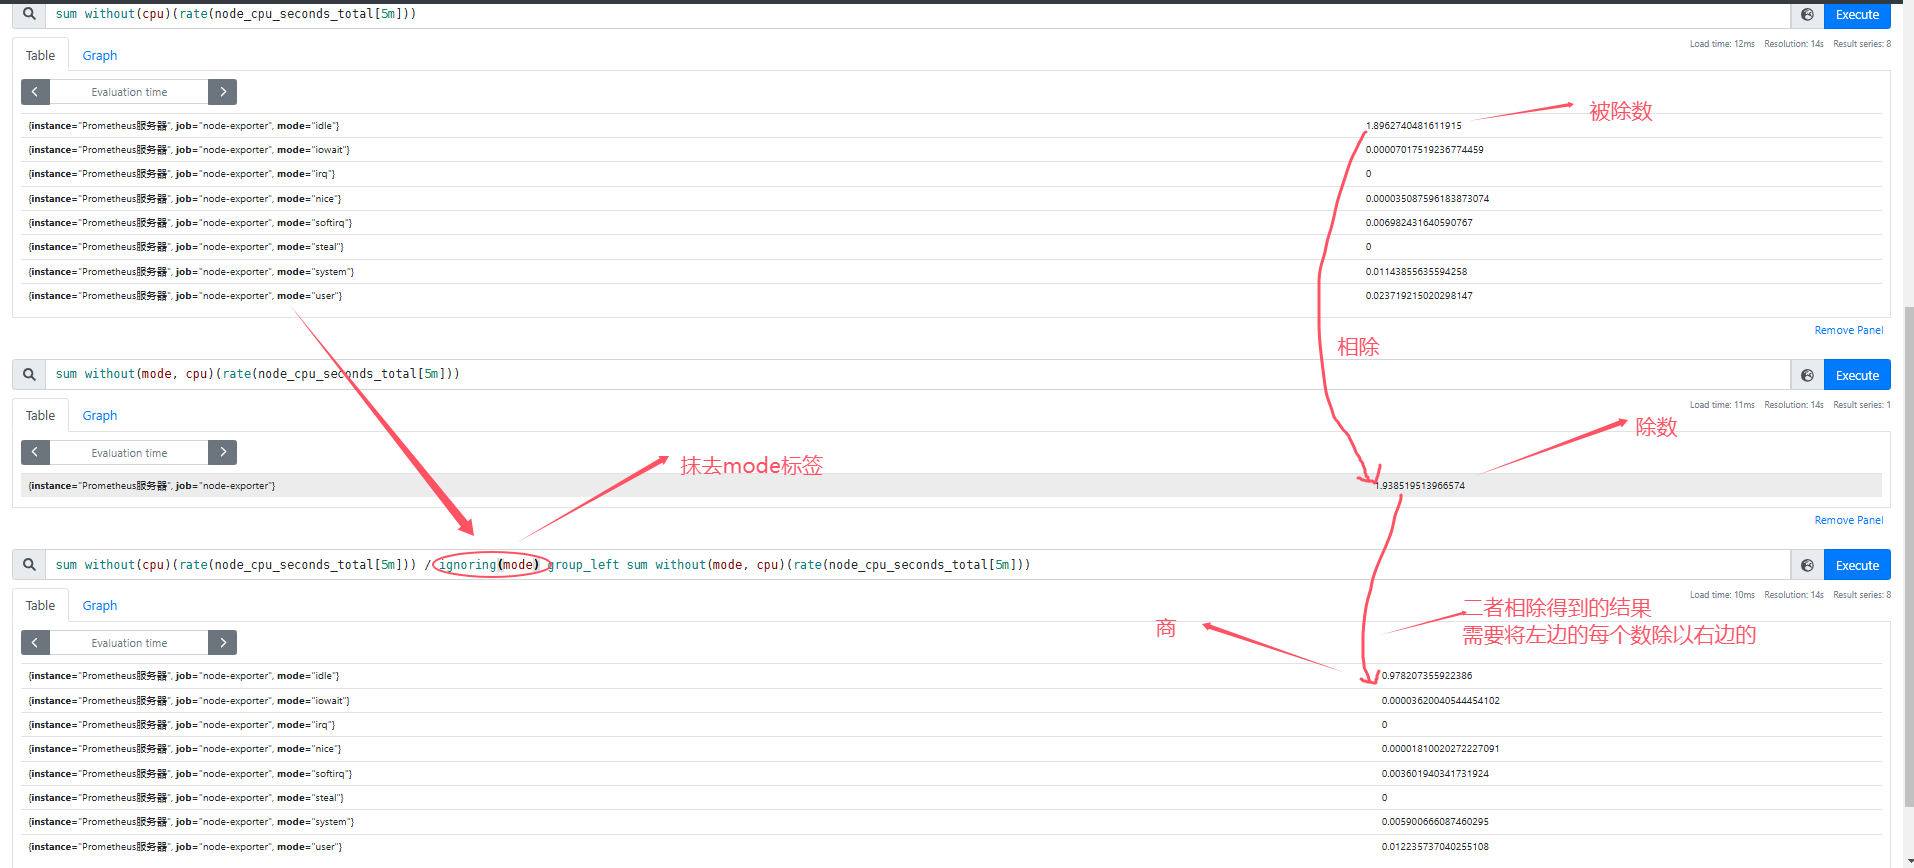 sum without(cpu)(rate(node_cpu_seconds_total[5m]))
Execute
Table Graph
Load time: 12ms Resolution: 14s Result series: 8
Evaluation time
被除数
{instance="Prometheus服务器", job="node-exporter", mode="idle"} 1.8962740481611915
{instance="Prometheus服务器", job="node-exporter", mode="iowait"} 0.00007017519236774459
{instance="Prometheus服务器", job="node-exporter", mode="irq"} 0
{instance="Prometheus服务器", job="node-exporter", mode="nice"} 0.000035087596183873074
{instance="Prometheus服务器", job="node-exporter", mode="softirq"} 0.006982431640590767
{instance="Prometheus服务器", job="node-exporter", mode="steal"} 0
{instance="Prometheus服务器", job="node-exporter", mode="system"} 0.01143855635594258
{instance="Prometheus服务器", job="node-exporter", mode="user"} 0.023719215020298147
Remove Panel
相除
sum without(mode, cpu)(rate(node_cpu_seconds_total[5m]))
Execute
Table Graph
Load time: 11ms Resolution: 14s Result series: 1
除数
Evaluation time
抹去mode标签
{instance="Prometheus服务器", job="node-exporter"} 1.938519513966574
Remove Panel
sum without(cpu)(rate(node_cpu_seconds_total[5m])) / ignoring(mode) group_left sum without(mode, cpu)(rate(node_cpu_seconds_total[5m]))
Execute
Table Graph
Load time: 10ms Resolution: 14s Result series: 8
二者相除得到的结果
商
需要将左边的每个数除以右边的
Evaluation time
{instance="Prometheus服务器", job="node-exporter", mode="idle"} 0.978207355922386
{instance="Prometheus服务器", job="node-exporter", mode="iowait"} 0.00003620040544454102
{instance="Prometheus服务器", job="node-exporter", mode="irq"} 0
{instance="Prometheus服务器", job="node-exporter", mode="nice"} 0.00001810020272227091
{instance="Prometheus服务器", job="node-exporter", mode="softirq"} 0.003601940341731924
{instance="Prometheus服务器", job="node-exporter", mode="steal"} 0
{instance="Prometheus服务器", job="node-exporter", mode="system"} 0.005900666087460295
{instance="Prometheus服务器", job="node-exporter", mode="user"} 0.012235737040255108